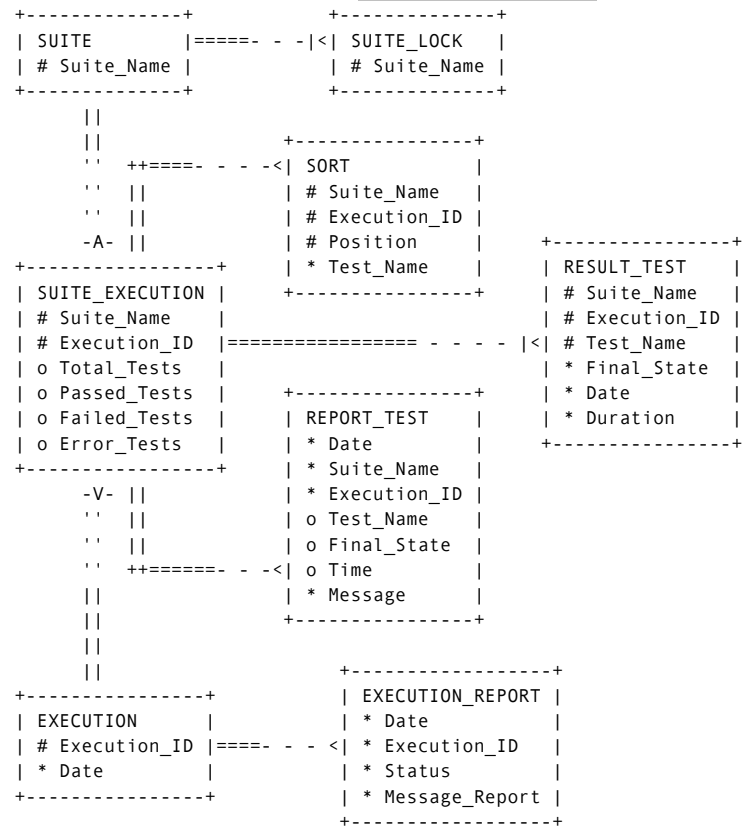 +--------------+              +--------------+
| SUITE        |=====- - -|<| SUITE_LOCK   |
| # Suite_Name |              | # Suite_Name |
+--------------+              +--------------+
      ||
      ||             +----------------+
      ''  ++====- - - -<| SORT           |
      ''  ||         | # Suite_Name   |
      ''  ||         | # Execution_ID |
      -A- ||         | # Position     |      +----------------+
+-----------------+  | * Test_Name    |      | RESULT_TEST    |
| SUITE_EXECUTION |  +----------------+      | # Suite_Name   |
| # Suite_Name    |                          | # Execution_ID |
| # Execution_ID  |================= - - - - |<| # Test_Name    |
| o Total_Tests   |                          | * Final_State  |
| o Passed_Tests  |  +----------------+      | * Date         |
| o Failed_Tests  |  | REPORT_TEST    |      | * Duration     |
| o Error_Tests   |  | * Date         |      +----------------+
+-----------------+  | * Suite_Name   |
      -V- ||         | * Execution_ID |
      ''  ||         | o Test_Name    |
      ''  ||         | o Final_State  |
      ''  ++======- - -<| o Time         |
      ||             | * Message      |
      ||             +----------------+
      ||
      ||                   +------------------+
+----------------+         | EXECUTION_REPORT |
| EXECUTION      |         | * Date           |
| # Execution_ID |====- - - <| * Execution_ID   |
| * Date         |         | * Status         |
+----------------+         | * Message_Report |
                           +------------------+